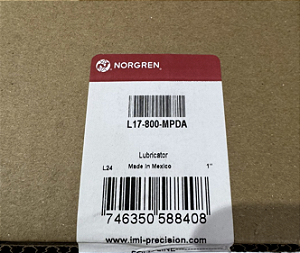 NORGREN.
L17-800-MPDA
Lubricator
L24 Made in Mexico 1"
746350 588408
www.imi-precision.com